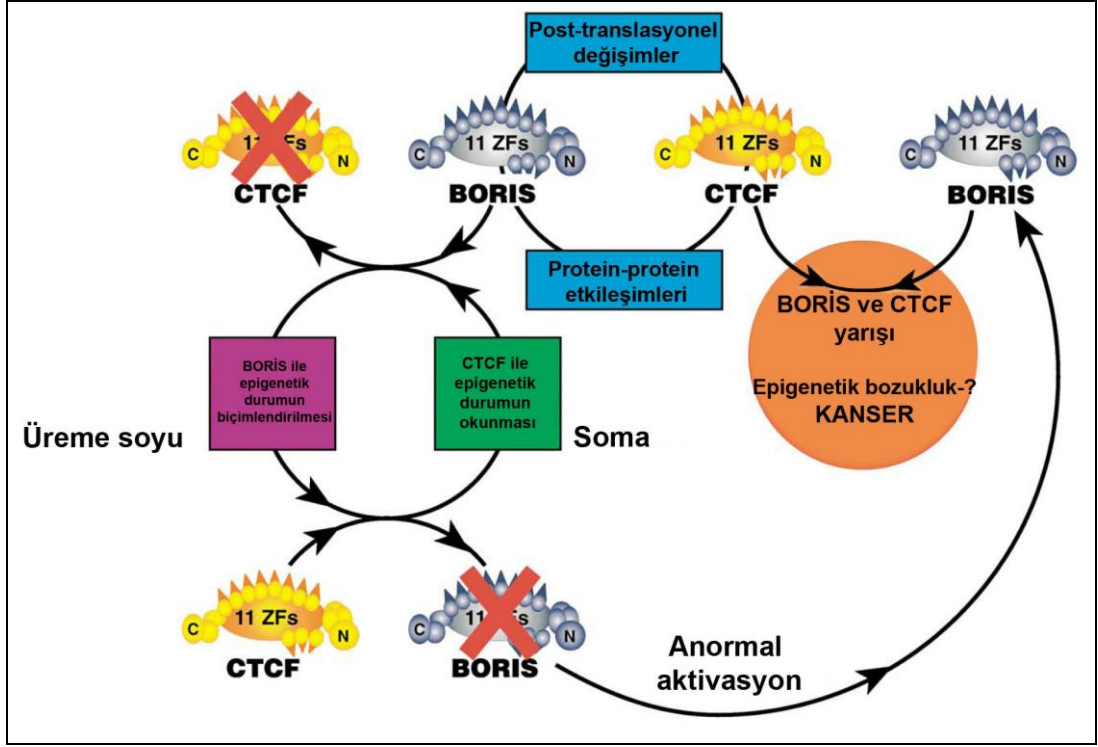 Post-translasyonel
değişimler
C
11 ZFs
N
CTCF
C
11 ZFs
N
BORIS
C
11 ZFs
N
CTCF
C
11 ZFs
N
BORIS
Protein-protein
etkileşimleri
BORİS ve CTCF
yarışı
Epigenetik bozukluk-?
KANSER
BORİS ile
epigenetik
durumun
biçimlendirilmesi
CTCF ile
epigenetik
durumun
okunması
Üreme soyu
Soma
C
11 ZFs
N
CTCF
C
11 ZFs
N
BORIS
Anormal
aktivasyon